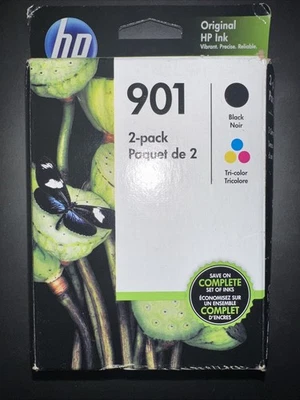 hp
Original
HP Ink
Vibrant. Precise. Reliable.
901
2-pack
Paquet de 2
Black
Noir
Tri-color
Tricolore
SAVE ON
COMPLETE
SET OF INKS
ÉCONOMISEZ SUR
UN ENSEMBLE
COMPLET
D'ENCRES